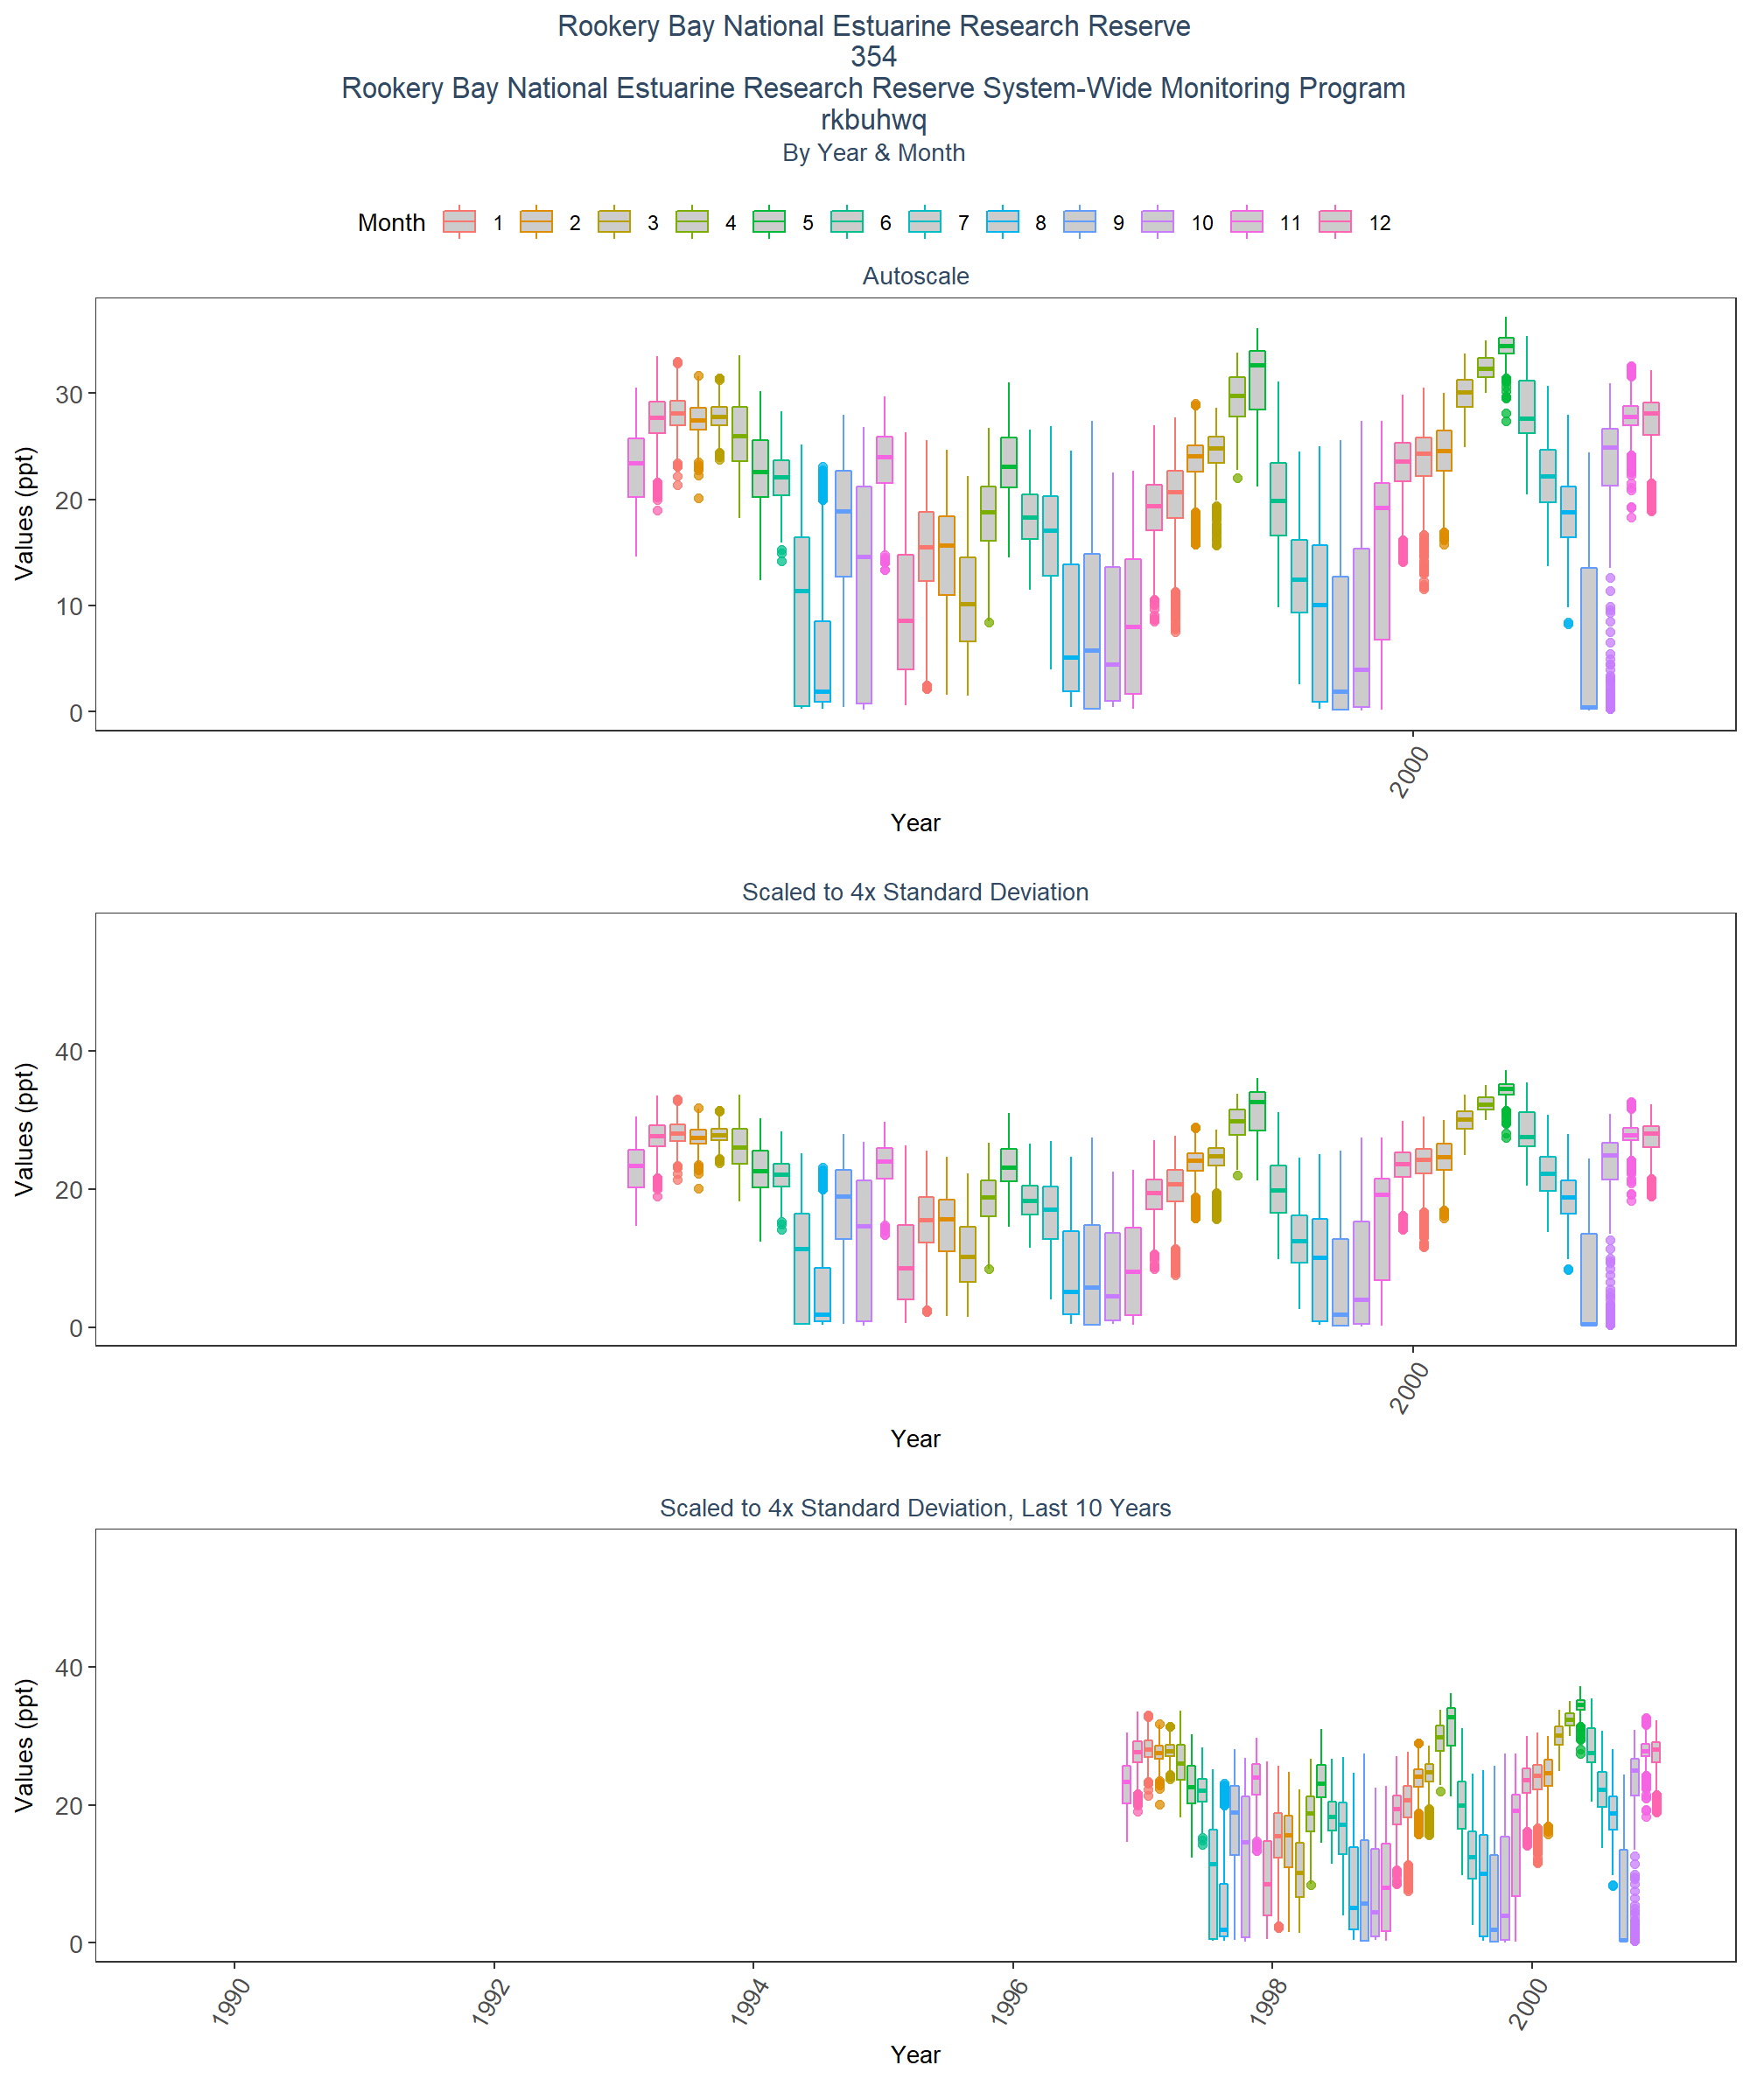 Rookery Bay National Estuarine Research Reserve
354
Rookery Bay National Estuarine Research Reserve System-Wide Monitoring Program
rkbuhwq
By Year & Month
Month 1 2 3 4 5 6 7 8 9 10 11 12
Autoscale
Values (ppt)
30
20
10
0
2000
Year
Scaled to 4x Standard Deviation
Values (ppt)
40
20
0
2000
Year
Scaled to 4x Standard Deviation, Last 10 Years
Values (ppt)
40
20
0
1990 1992 1994 1996 1998 2000
Year